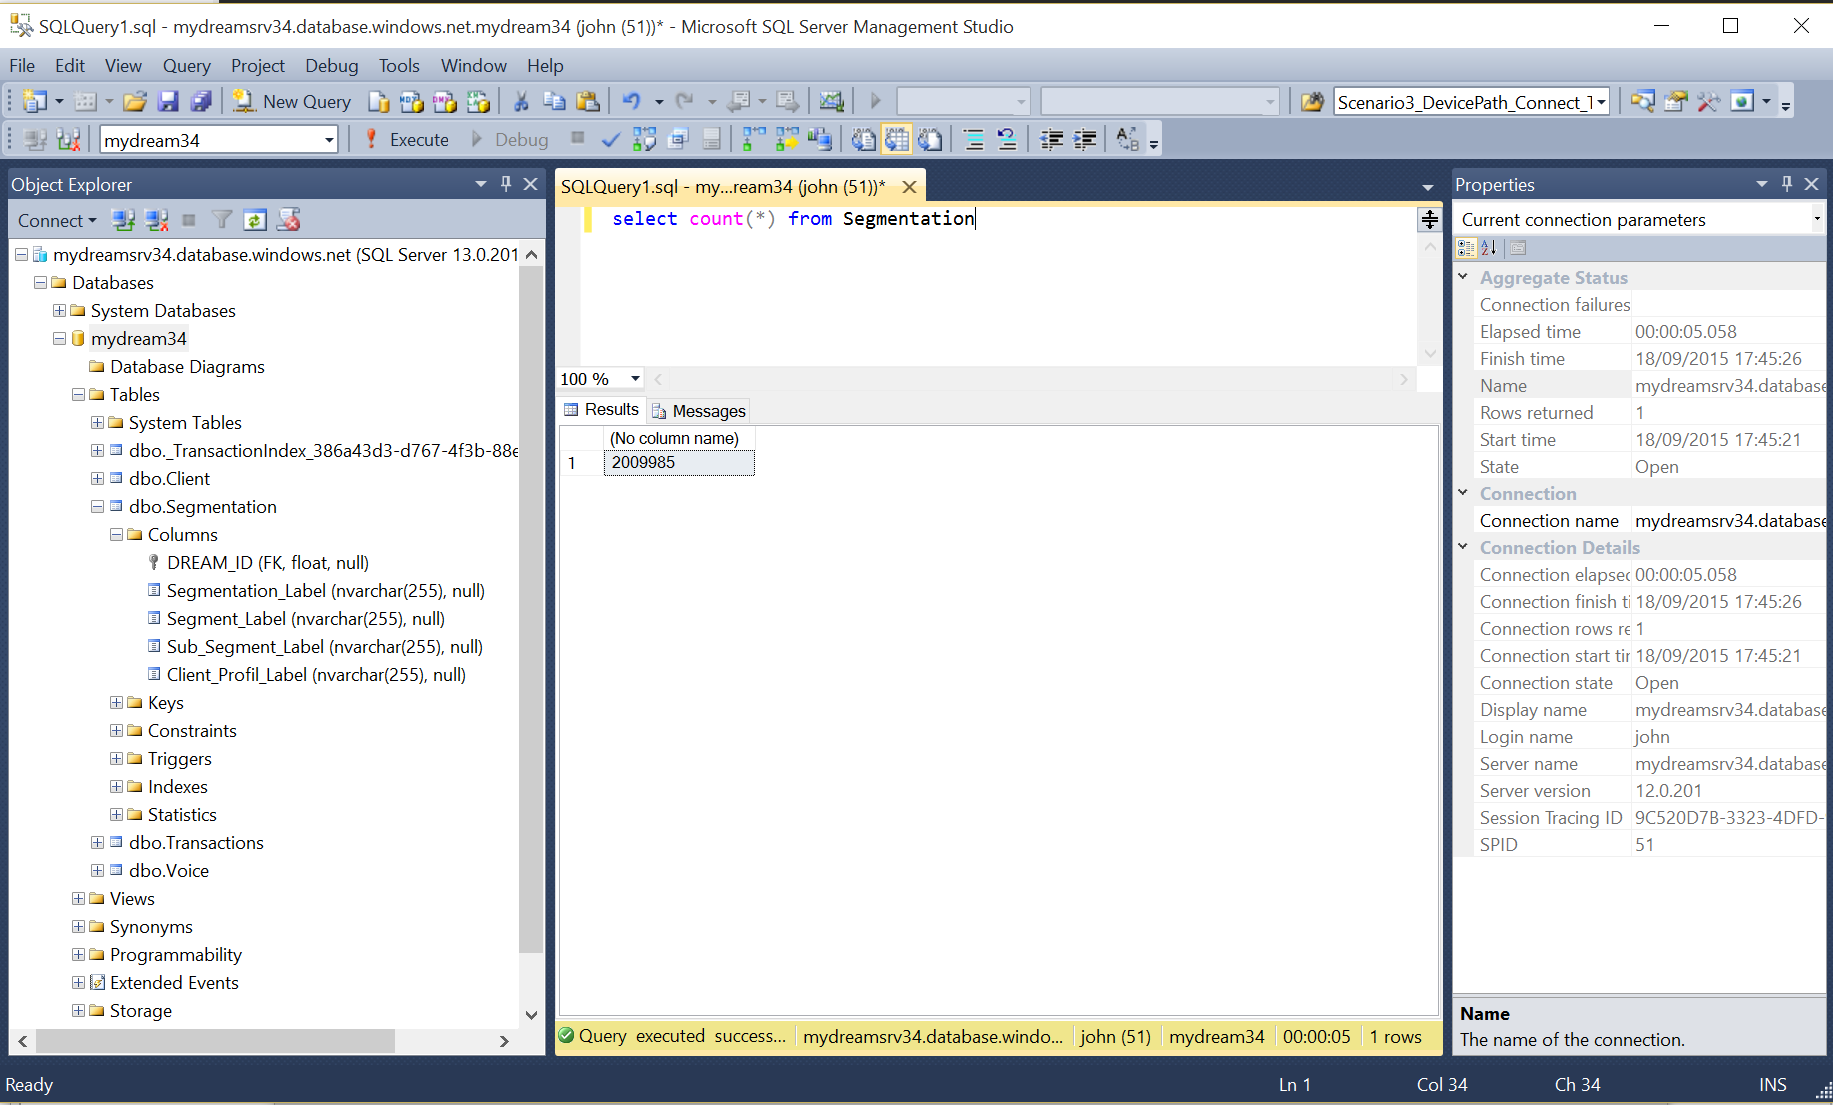 SQLQuery1.sql - mydreamsrv34.database.windows.net.mydream34 (john (51))* - Microsoft SQL Server Management Studio
File Edit View Query Project Debug Tools Window Help
New Query
Scenario3_DevicePath_Connect_T
mydream34
Execute
Debug
Object Explorer
Connect
mydreamsrv34.database.windows.net (SQL Server 13.0.201
Databases
System Databases
mydream34
Database Diagrams
Tables
System Tables
dbo._TransactionIndex_386a43d3-d767-4f3b-88e
dbo.Client
dbo.Segmentation
Columns
DREAM_ID (FK, float, null)
Segmentation_Label (nvarchar(255), null)
Segment_Label (nvarchar(255), null)
Sub_Segment_Label (nvarchar(255), null)
Client_Profil_Label (nvarchar(255), null)
Keys
Constraints
Triggers
Indexes
Statistics
dbo.Transactions
dbo.Voice
Views
Synonyms
Programmability
Extended Events
Storage
SQLQuery1.sql - my...ream34 (john (51))*
select count(*) from Segmentation
100 %
Results Messages
(No column name)
1 2009985
Query executed success... mydreamsrv34.database.windo... john (51) mydream34 00:00:05 1 rows
Properties
Current connection parameters
Aggregate Status
Connection failures
Elapsed time 00:00:05.058
Finish time 18/09/2015 17:45:26
Name mydreamsrv34.database
Rows returned 1
Start time 18/09/2015 17:45:21
State Open
Connection
Connection name mydreamsrv34.database
Connection Details
Connection elapsed 00:00:05.058
Connection finish ti 18/09/2015 17:45:26
Connection rows re 1
Connection start tir 18/09/2015 17:45:21
Connection state Open
Display name mydreamsrv34.database
Login name john
Server name mydreamsrv34.database
Server version 12.0.201
Session Tracing ID 9C520D7B-3323-4DFD-
SPID 51
Name
The name of the connection.
Ready Ln 1 Col 34 Ch 34 INS